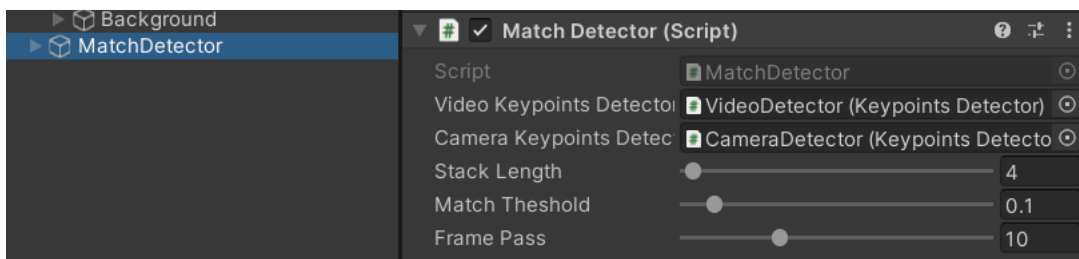 Background
MatchDetector
# Match Detector (Script)
Script # MatchDetector
Video Keypoints Detector # VideoDetector (Keypoints Detector)
Camera Keypoints Detec # CameraDetector (Keypoints Detecto
Stack Length 4
Match Theshold 0.1
Frame Pass 10